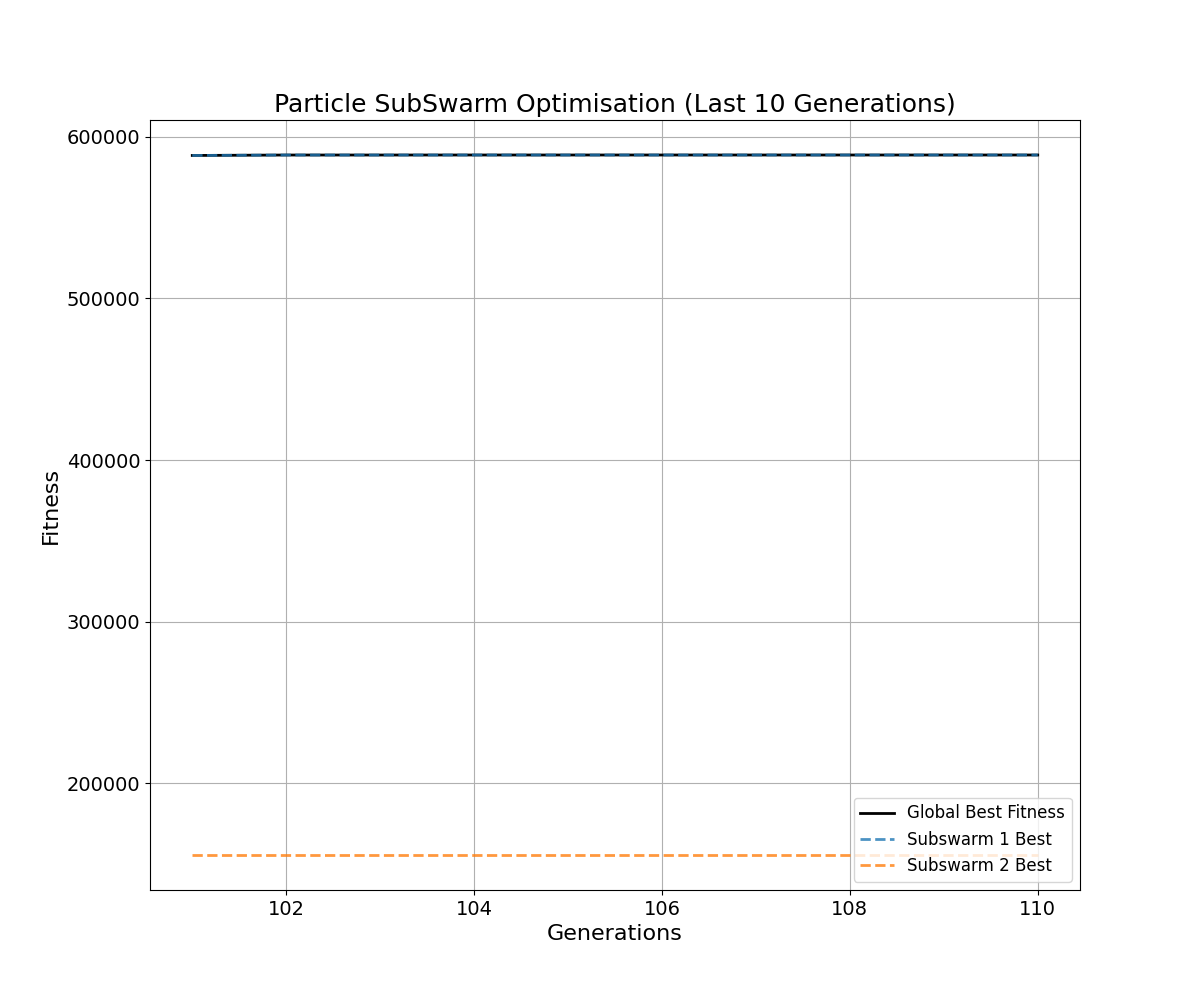 Particle SubSwarm Optimisation (Last 10 Generations)
600000
500000
400000
300000
200000
Fitness
Global Best Fitness
Subswarm 1 Best
Subswarm 2 Best
102
104
106
108
110
Generations